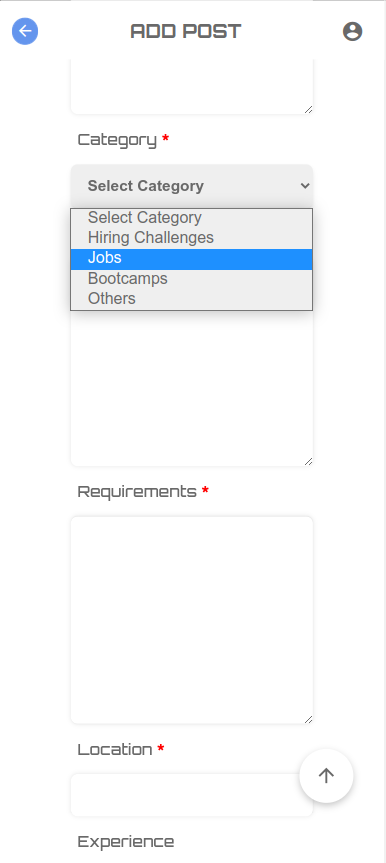 ADD POST
Category *
Select Category
Select Category
Hiring Challenges
Jobs
Bootcamps
Others
Requirements *
Location *
Experience